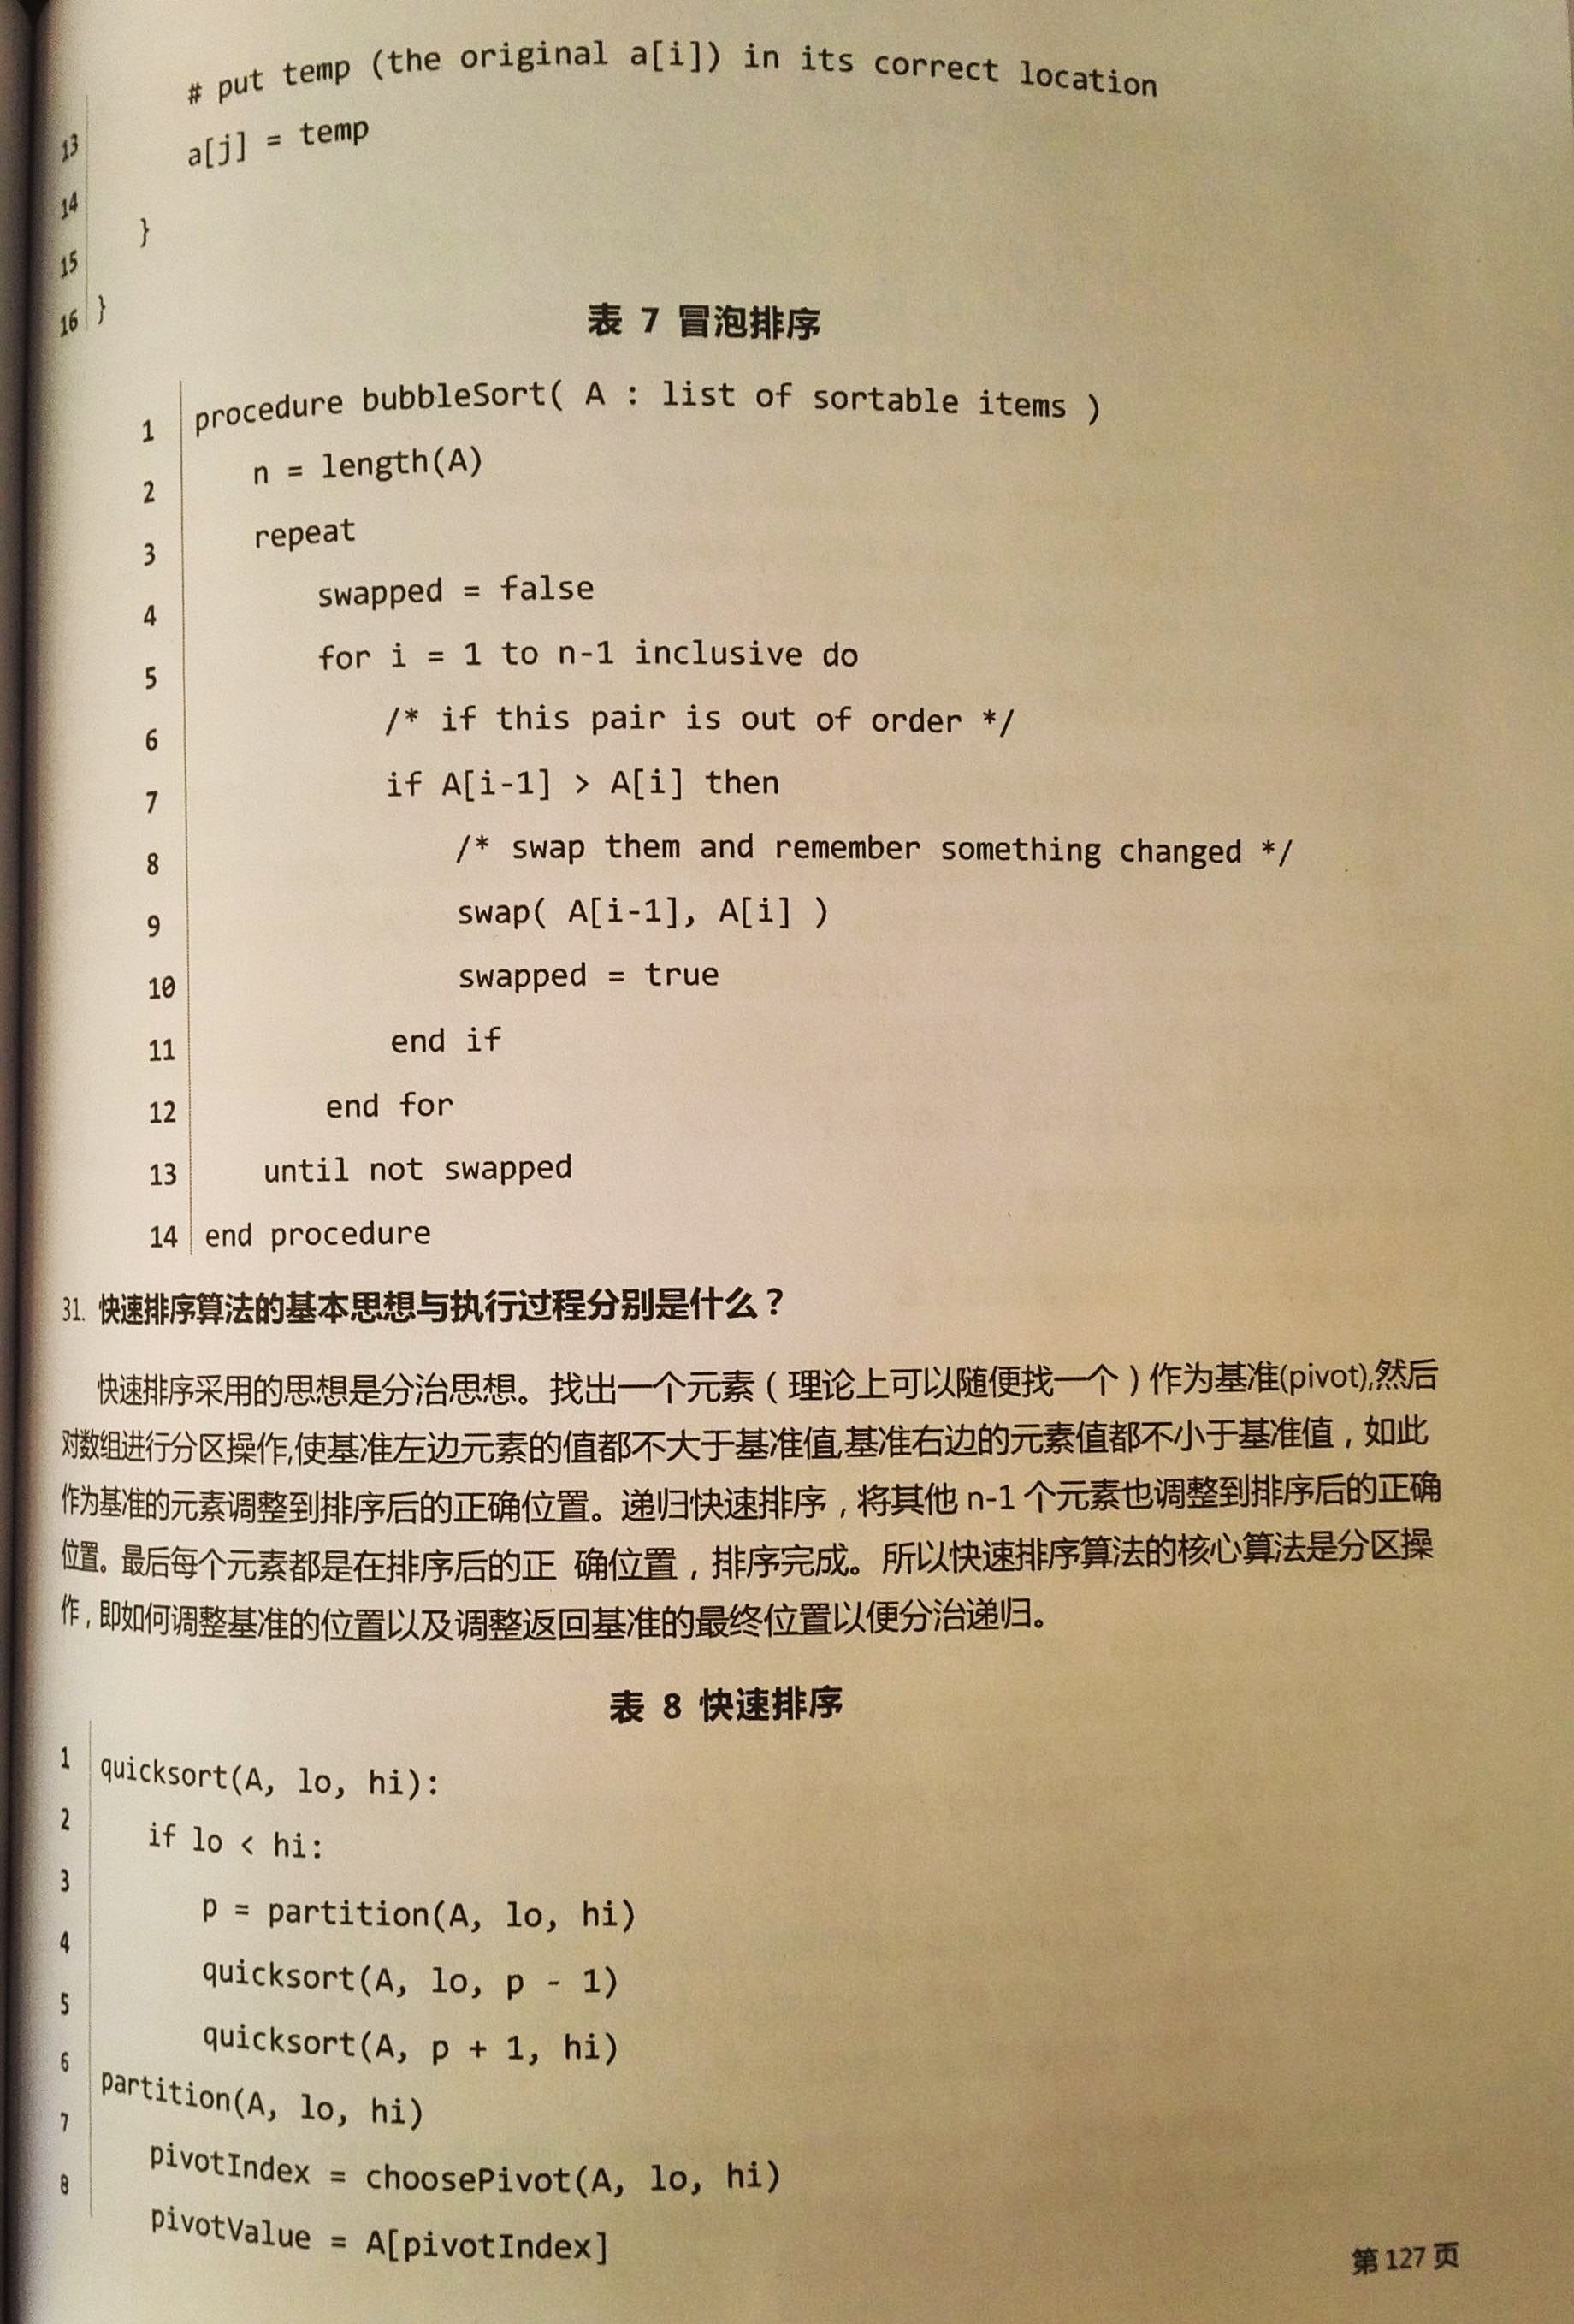 # put temp (the original a[i]) in its correct location
13 a[j] = temp
14
15 }
16 }
表 7 冒泡排序
1 procedure bubbleSort( A : list of sortable items )
2 n = length(A)
3 repeat
4 swapped = false
5 for i = 1 to n-1 inclusive do
6 /* if this pair is out of order */
7 if A[i-1] > A[i] then
8 /* swap them and remember something changed */
9 swap( A[i-1], A[i] )
10 swapped = true
11 end if
12 end for
13 until not swapped
14 end procedure
31. 快速排序算法的基本思想与执行过程分别是什么？
快速排序采用的思想是分治思想。找出一个元素（理论上可以随便找一个）作为基准(pivot),然后
对数组进行分区操作,使基准左边元素的值都不大于基准值,基准右边的元素值都不小于基准值，如此
作为基准的元素调整到排序后的正确位置。递归快速排序，将其他 n-1 个元素也调整到排序后的正确
位置。最后每个元素都是在排序后的正 确位置，排序完成。所以快速排序算法的核心算法是分区操
作，即如何调整基准的位置以及调整返回基准的最终位置以便分治递归。
表 8 快速排序
1 quicksort(A, lo, hi):
2 if lo < hi:
3 p = partition(A, lo, hi)
4 quicksort(A, lo, p - 1)
5 quicksort(A, p + 1, hi)
6 partition(A, lo, hi)
7 pivotIndex = choosePivot(A, lo, hi)
8 pivotValue = A[pivotIndex]
第 127 页